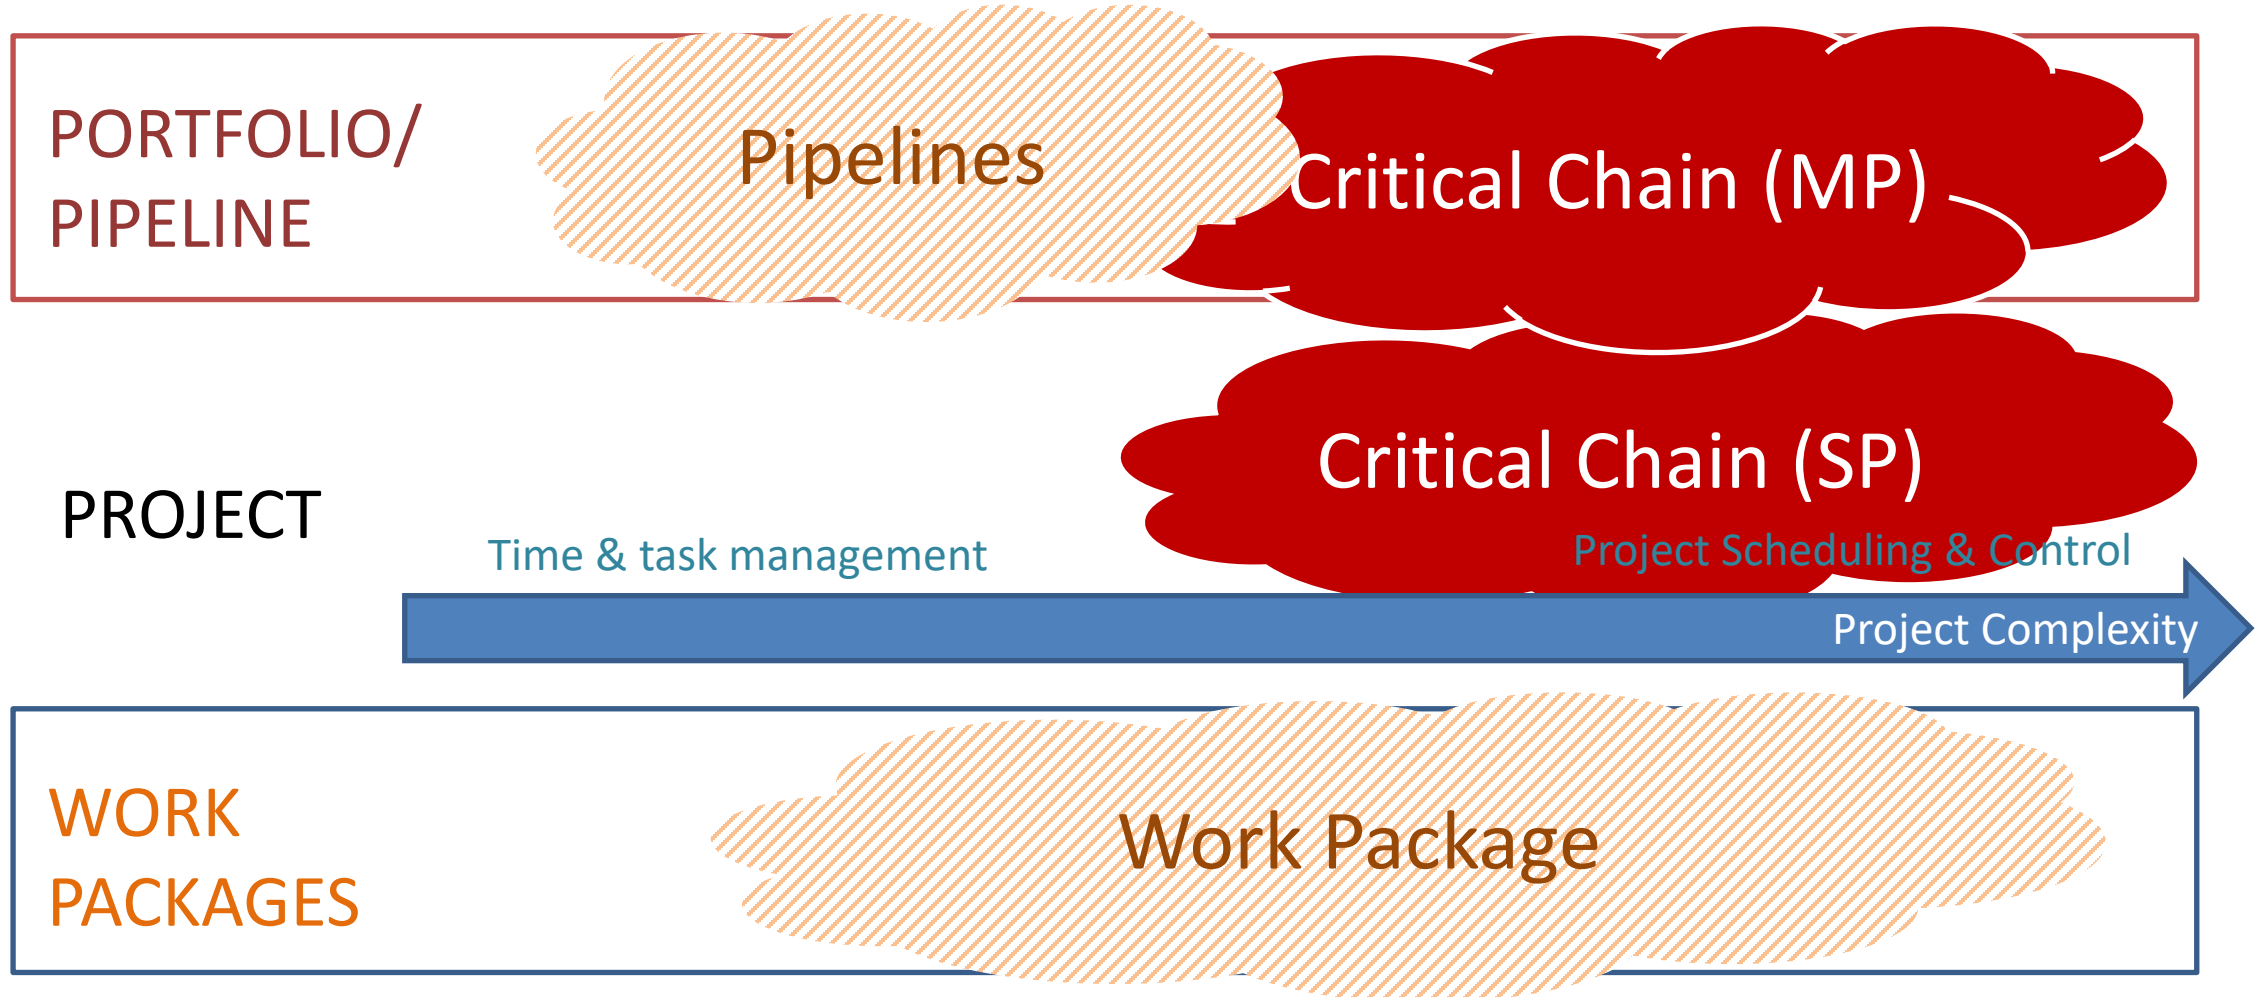 PORTFOLIO/
PIPELINE
Pipelines
Critical Chain (MP)
Critical Chain (SP)
PROJECT
Time & task management
Project Scheduling & Control
Project Complexity
WORK
PACKAGES
Work Package